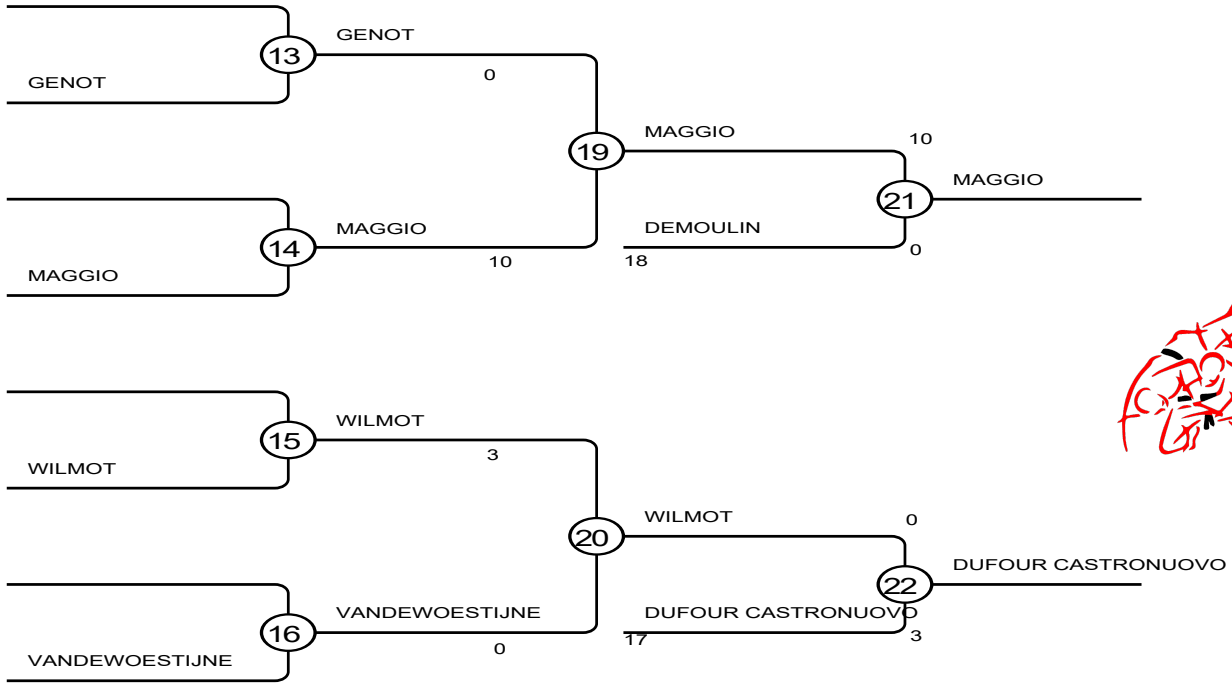 GENOT
13
GENOT
0
MAGGIO
19
MAGGIO
10
14
MAGGIO
10
DEMOULIN
18
0
21
MAGGIO
WILMOT
15
WILMOT
3
20
WILMOT
0
VANDEWOESTIJNE
16
VANDEWOESTIJNE
0
DUFOUR CASTRONUOVO
17
3
22
DUFOUR CASTRONUOVO